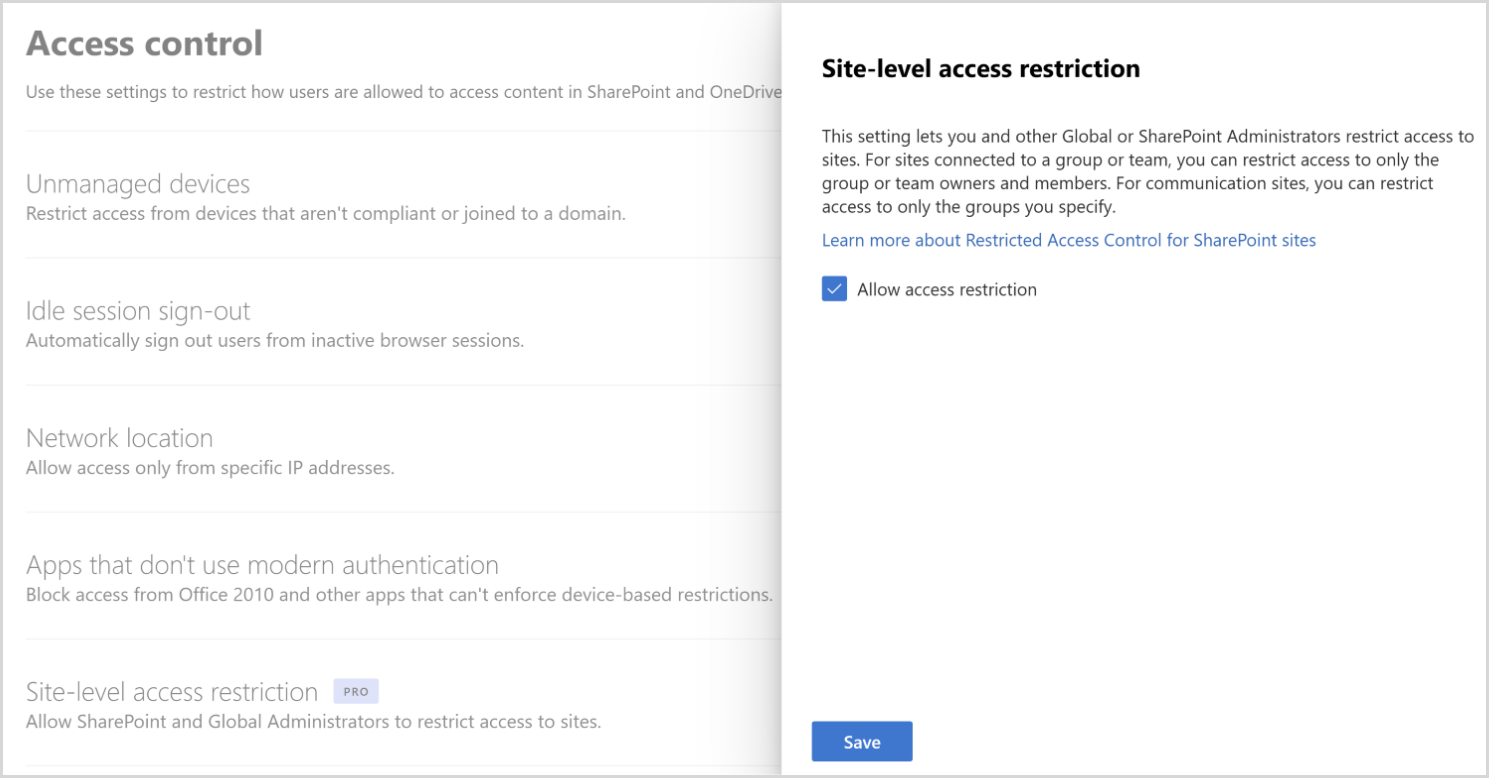 Access control
Use these settings to restrict how users are allowed to access content in SharePoint and OneDrive
Unmanaged devices
Restrict access from devices that aren't compliant or joined to a domain.
Idle session sign-out
Automatically sign out users from inactive browser sessions.
Network location
Allow access only from specific IP addresses.
Apps that don't use modern authentication
Block access from Office 2010 and other apps that can't enforce device-based restrictions.
Site-level access restriction PRO
Allow SharePoint and Global Administrators to restrict access to sites.
Site-level access restriction
This setting lets you and other Global or SharePoint Administrators restrict access to
sites. For sites connected to a group or team, you can restrict access to only the
group or team owners and members. For communication sites, you can restrict
access to only the groups you specify.
Learn more about Restricted Access Control for SharePoint sites
Allow access restriction
Save